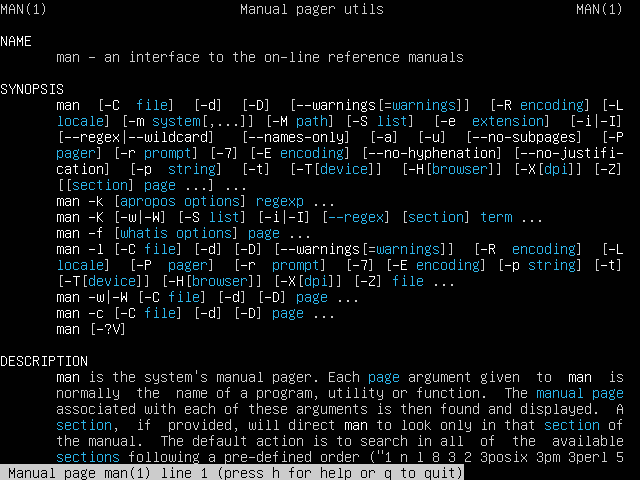 MAN(1) Manual pager utils MAN(1)
NAME
man - an interface to the on-line reference manuals
SYNOPSIS
man [-C file] [-d] [-D] [--warnings[=warnings]] [-R encoding] [-L
locale] [-m system[,...]] [-M path] [-S list] [-e extension] [-i|-I]
[--regex|--wildcard] [--names-only] [-a] [-u] [--no-subpages] [-P
pager] [-r prompt] [-7] [-E encoding] [--no-hyphenation] [--no-justifi-
cation] [-p string] [-t] [-T[device]] [-H[browser]] [-X[dpi]] [-Z]
[[section] page ...] ...
man -k [apropos options] regexp ...
man -K [-w|-W] [-S list] [-i|-I] [--regex] [section] term ...
man -f [whatis options] page ...
man -l [-C file] [-d] [-D] [--warnings[=warnings]] [-R encoding] [-L
locale] [-P pager] [-r prompt] [-7] [-E encoding] [-p string] [-t]
[-T[device]] [-H[browser]] [-X[dpi]] [-Z] file ...
man -w|-W [-C file] [-d] [-D] page ...
man -c [-C file] [-d] [-D] page ...
man [-?V]
DESCRIPTION
man is the system's manual pager. Each page argument given to man is
normally the name of a program, utility or function. The manual page
associated with each of these arguments is then found and displayed. A
section, if provided, will direct man to look only in that section of
the manual. The default action is to search in all of the available
sections following a pre-defined order ("1 n l 8 3 2 3posix 3pm 3perl 5
Manual page man(1) line 1 (press h for help or q to quit)